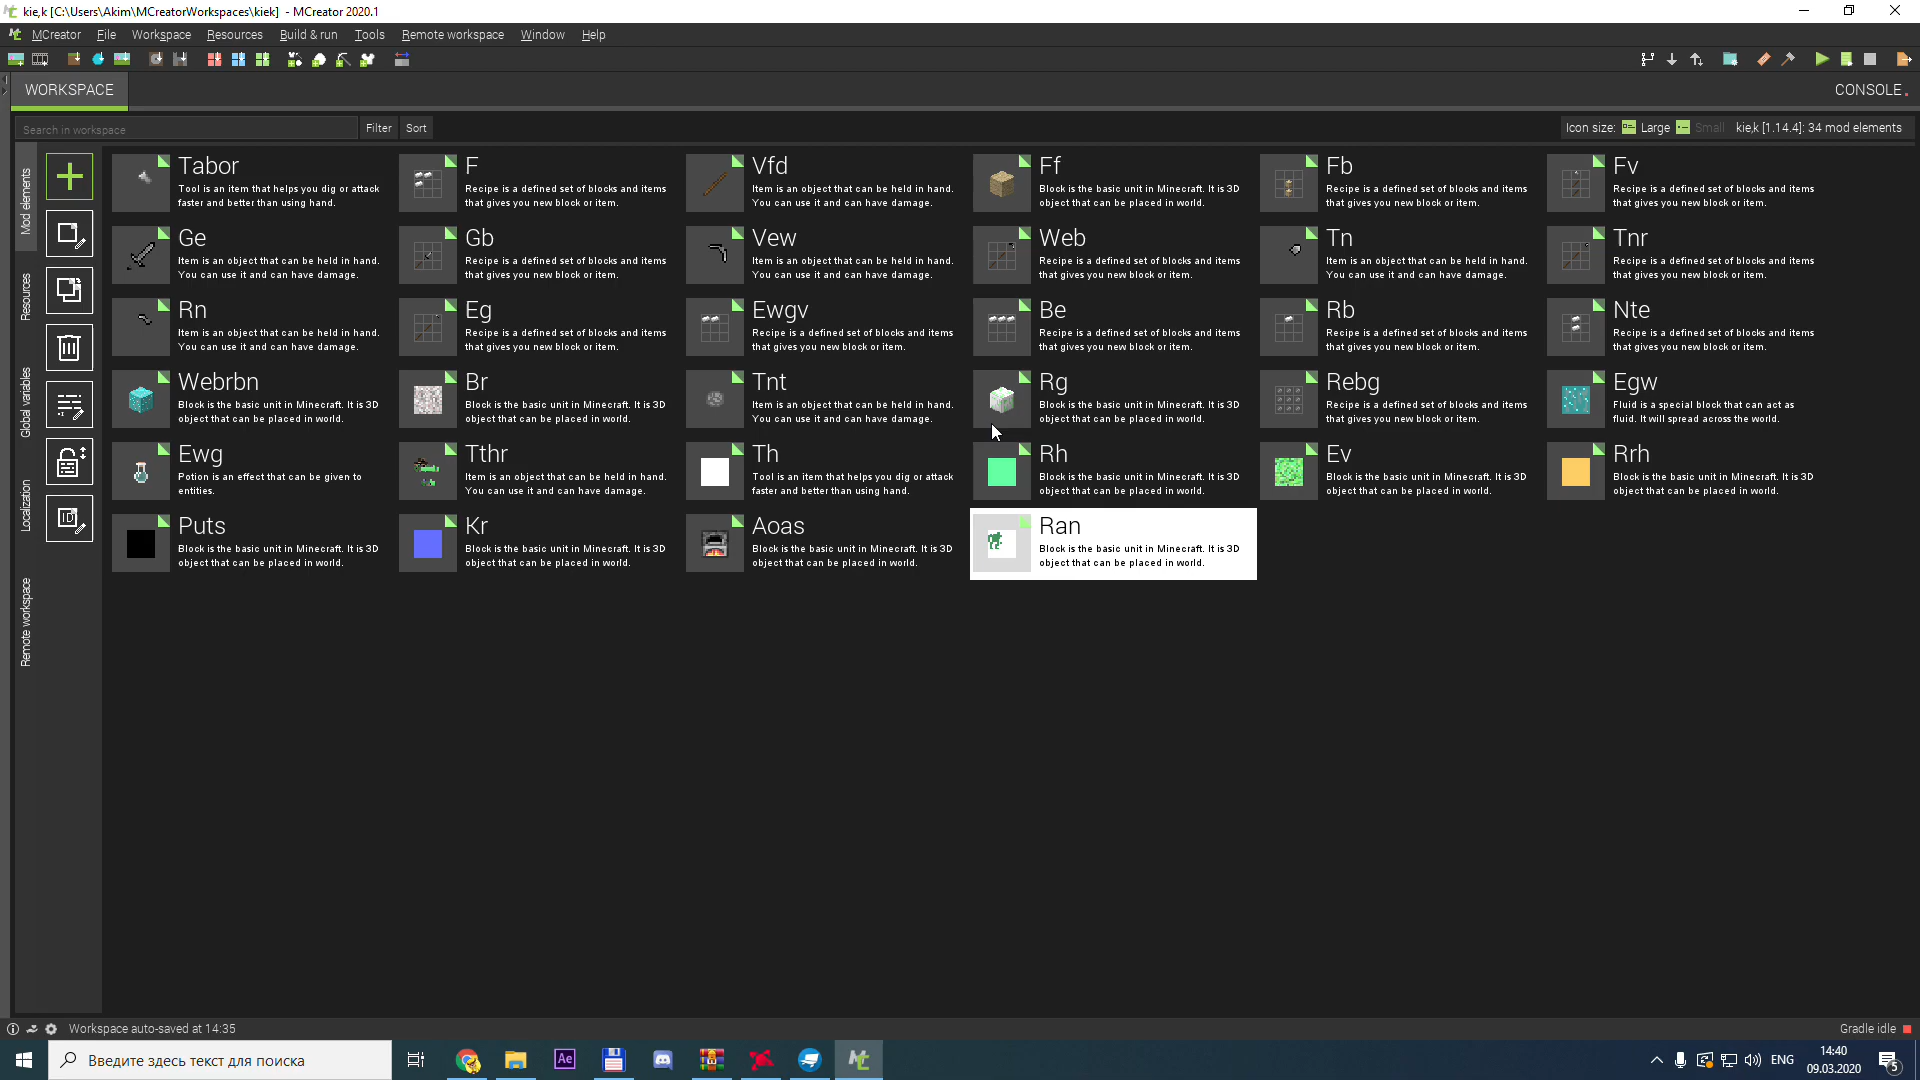 kie,k [C:\Users\Akim\MCreatorWorkspaces\kiek] - MCreator 2020.1
MCreator File Workspace Resources Build & run Tools Remote workspace Window Help
WORKSPACE
CONSOLE
Search in workspace
Filter
Sort
Icon size: Large Small kie,k [1.14.4]: 34 mod elements
Mod elements
Resources
Global variables
Localization
Remote workspace
Tabor
Tool is an item that helps you dig or attack
faster and better than using hand.
F
Recipe is a defined set of blocks and items
that gives you new block or item.
Vfd
Item is an object that can be held in hand.
You can use it and can have damage.
Ff
Block is the basic unit in Minecraft. It is 3D
object that can be placed in world.
Fb
Recipe is a defined set of blocks and items
that gives you new block or item.
Fv
Recipe is a defined set of blocks and items
that gives you new block or item.
Ge
Item is an object that can be held in hand.
You can use it and can have damage.
Gb
Recipe is a defined set of blocks and items
that gives you new block or item.
Vew
Item is an object that can be held in hand.
You can use it and can have damage.
Web
Recipe is a defined set of blocks and items
that gives you new block or item.
Tn
Item is an object that can be held in hand.
You can use it and can have damage.
Tnr
Recipe is a defined set of blocks and items
that gives you new block or item.
Rn
Item is an object that can be held in hand.
You can use it and can have damage.
Eg
Recipe is a defined set of blocks and items
that gives you new block or item.
Ewgv
Recipe is a defined set of blocks and items
that gives you new block or item.
Be
Recipe is a defined set of blocks and items
that gives you new block or item.
Rb
Recipe is a defined set of blocks and items
that gives you new block or item.
Nte
Recipe is a defined set of blocks and items
that gives you new block or item.
Webrbn
Block is the basic unit in Minecraft. It is 3D
object that can be placed in world.
Br
Block is the basic unit in Minecraft. It is 3D
object that can be placed in world.
Tnt
Item is an object that can be held in hand.
You can use it and can have damage.
Rg
Block is the basic unit in Minecraft. It is 3D
object that can be placed in world.
Rebg
Recipe is a defined set of blocks and items
that gives you new block or item.
Egw
Fluid is a special block that can act as
fluid. It will spread across the world.
Ewg
Potion is an effect that can be given to
entities.
Tthr
Item is an object that can be held in hand.
You can use it and can have damage.
Th
Tool is an item that helps you dig or attack
faster and better than using hand.
Rh
Block is the basic unit in Minecraft. It is 3D
object that can be placed in world.
Ev
Block is the basic unit in Minecraft. It is 3D
object that can be placed in world.
Rrh
Block is the basic unit in Minecraft. It is 3D
object that can be placed in world.
Puts
Block is the basic unit in Minecraft. It is 3D
object that can be placed in world.
Kr
Block is the basic unit in Minecraft. It is 3D
object that can be placed in world.
Aoas
Block is the basic unit in Minecraft. It is 3D
object that can be placed in world.
Ran
Block is the basic unit in Minecraft. It is 3D
object that can be placed in world.
Workspace auto-saved at 14:35
Gradle idle
Введите здесь текст для поиска
Ae
ENG
14:40
09.03.2020
5